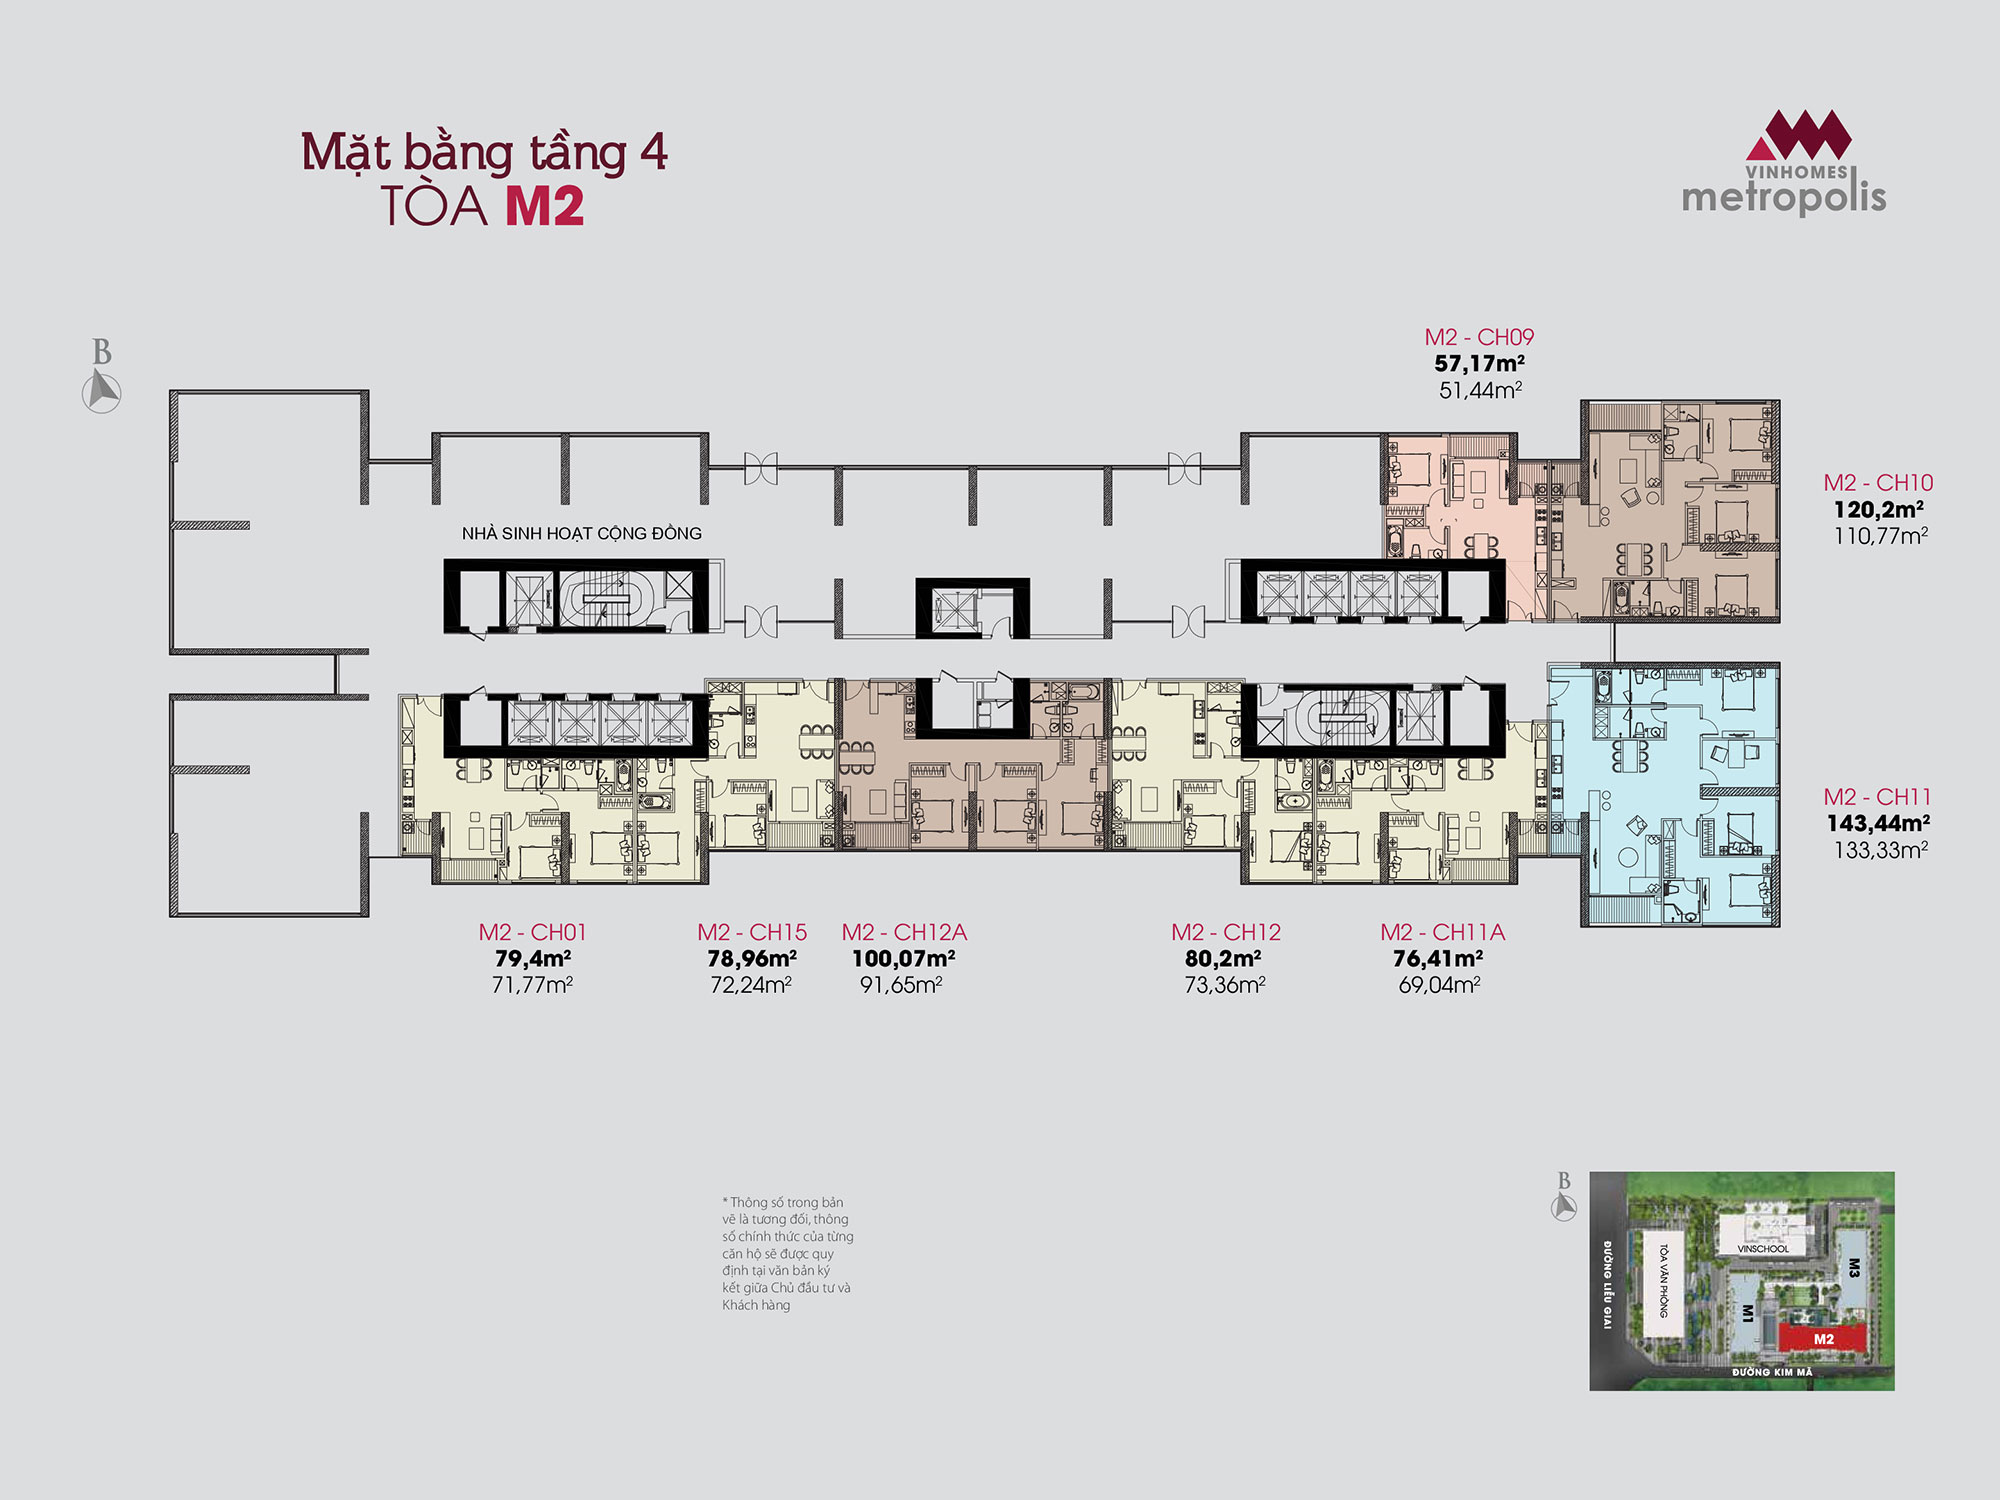 Mặt bằng tầng 4
TÒA M2
VINHOMES
metropolis
B
M2 - CH09
57,17m²
51,44m²
M2 - CH10
120,2m²
110,77m²
NHÀ SINH HOẠT CỘNG ĐỒNG
M2 - CH11
143,44m²
133,33m²
M2 - CH01
79,4m²
71,77m²
M2 - CH15
78,96m²
72,24m²
M2 - CH12A
100,07m²
91,65m²
M2 - CH12
80,2m²
73,36m²
M2 - CH11A
76,41m²
69,04m²
* Thông số trong bản
vẽ là tương đối, thông
số chính thức của từng
căn hộ sẽ được quy
định tại văn bản ký
kết giữa Chủ đầu tư và
Khách hàng
B
ĐƯỜNG LIỄU GIAI
TÒA VĂN PHÒNG
VINSCHOOL
M3
M1
M2
ĐƯỜNG KIM MÃ